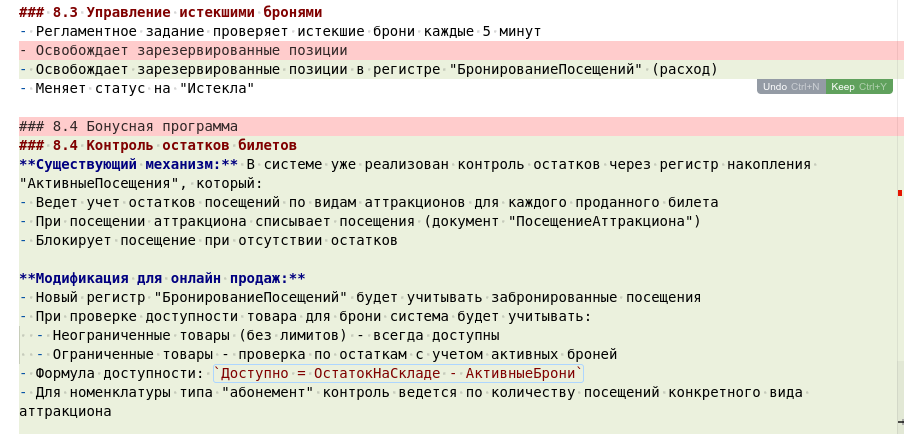 ### 8.3 Управление истекшими бронями
- Регламентное задание проверяет истекшие брони каждые 5 минут
- Освобождает зарезервированные позиции
- Освобождает зарезервированные позиции в регистре "БронированиеПосещений" (расход)
- Меняет статус на "Истекла"
Undo Ctrl+N Keep Ctrl+Y
### 8.4 Бонусная программа
### 8.4 Контроль остатков билетов
**Существующий механизм:** В системе уже реализован контроль остатков через регистр накопления
"АктивныеПосещения", который:
- Ведет учет остатков посещений по видам аттракционов для каждого проданного билета
- При посещении аттракциона списывает посещения (документ "ПосещениеАттракциона")
- Блокирует посещение при отсутствии остатков
**Модификация для онлайн продаж:**
- Новый регистр "БронированиеПосещений" будет учитывать забронированные посещения
- При проверке доступности товара для брони система будет учитывать:
- Неограниченные товары (без лимитов) - всегда доступны
- Ограниченные товары - проверка по остаткам с учетом активных броней
- Формула доступности: `Доступно = ОстатокНаСкладе - АктивныеБрони`
- Для номенклатуры типа "абонемент" контроль ведется по количеству посещений конкретного вида
аттракциона